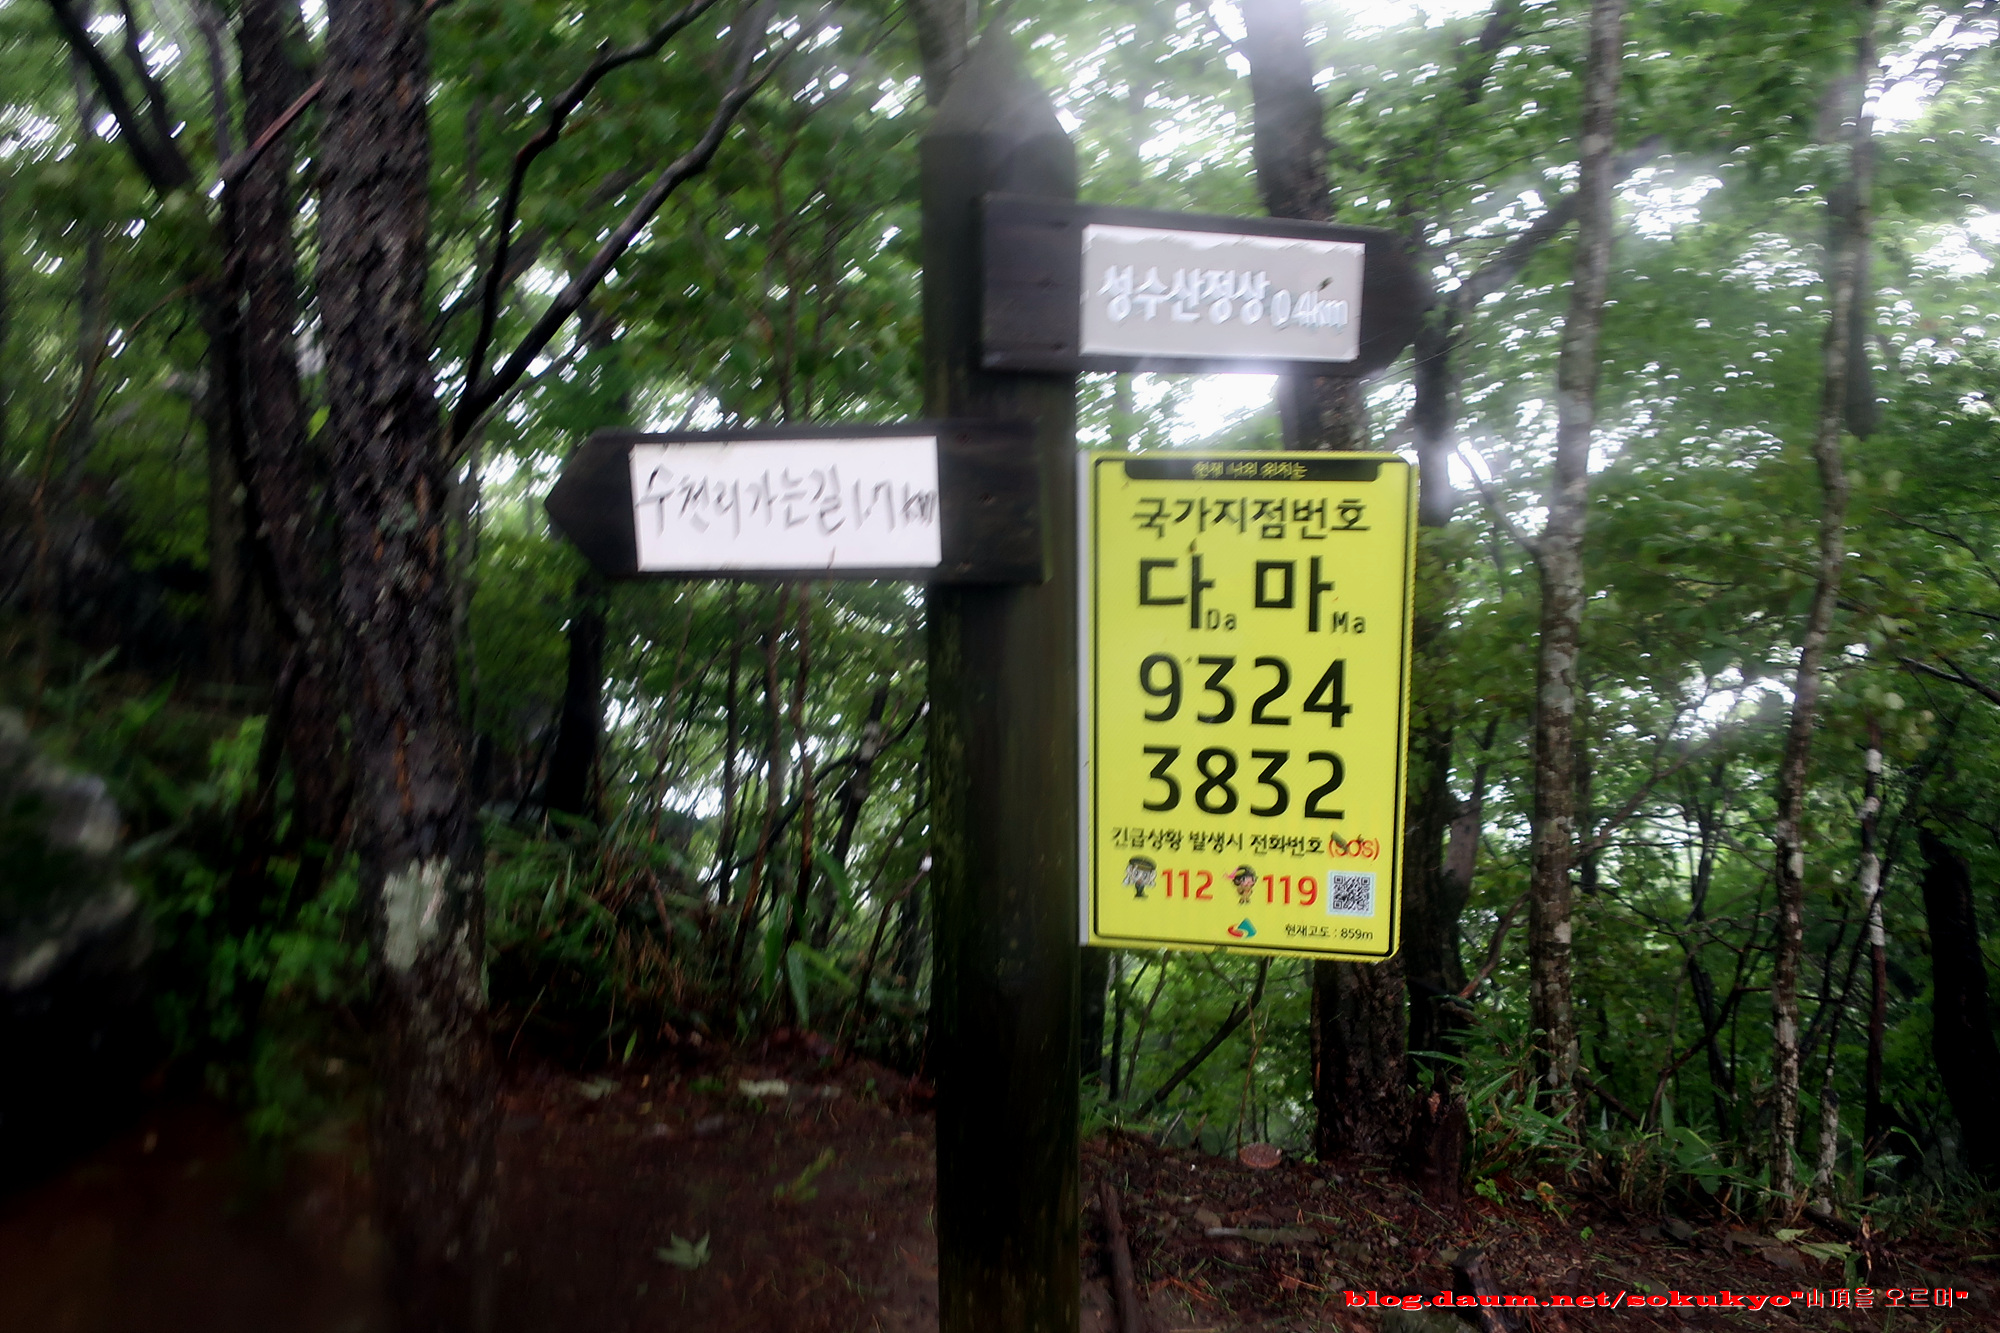 성수산정상 0.4km
수천리가는길 1.7km
현재 나의 위치는
국가지점번호
다Da 마Ma
9324
3832
긴급상황 발생시 전화번호 (SOS)
112 119
현재고도 : 859m
blog.daum.net/sokukyo"山頂을 오르며"